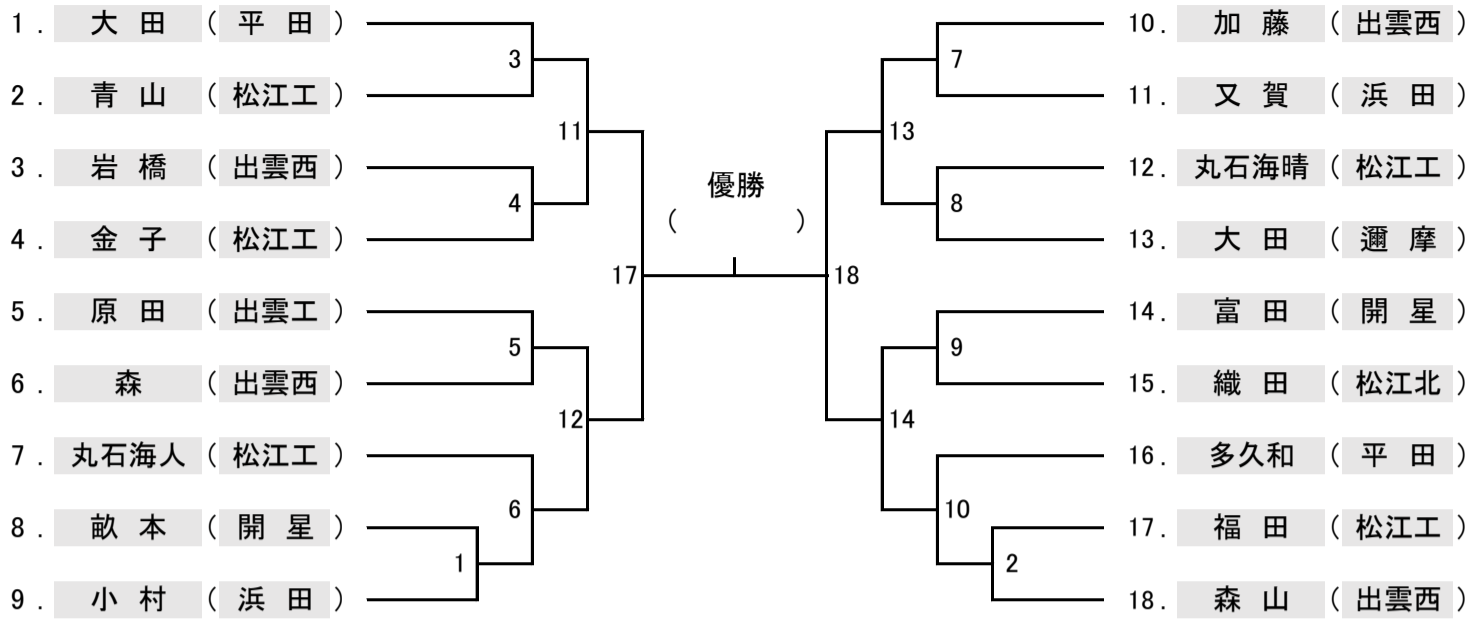 1. 大田 (平田)
3
2. 青山 (松江工)
11
3. 岩橋 (出雲西)
4
4. 金子 (松江工)
17
5. 原田 (出雲工)
5
6. 森 (出雲西)
12
7. 丸石海人 (松江工)
6
8. 畝本 (開星)
1
9. 小村 (浜田)
優勝
( )
10. 加藤 (出雲西)
7
11. 又賀 (浜田)
13
12. 丸石海晴 (松江工)
8
13. 大田 (邇摩)
18
14. 富田 (開星)
9
15. 織田 (松江北)
14
16. 多久和 (平田)
10
17. 福田 (松江工)
2
18. 森山 (出雲西)